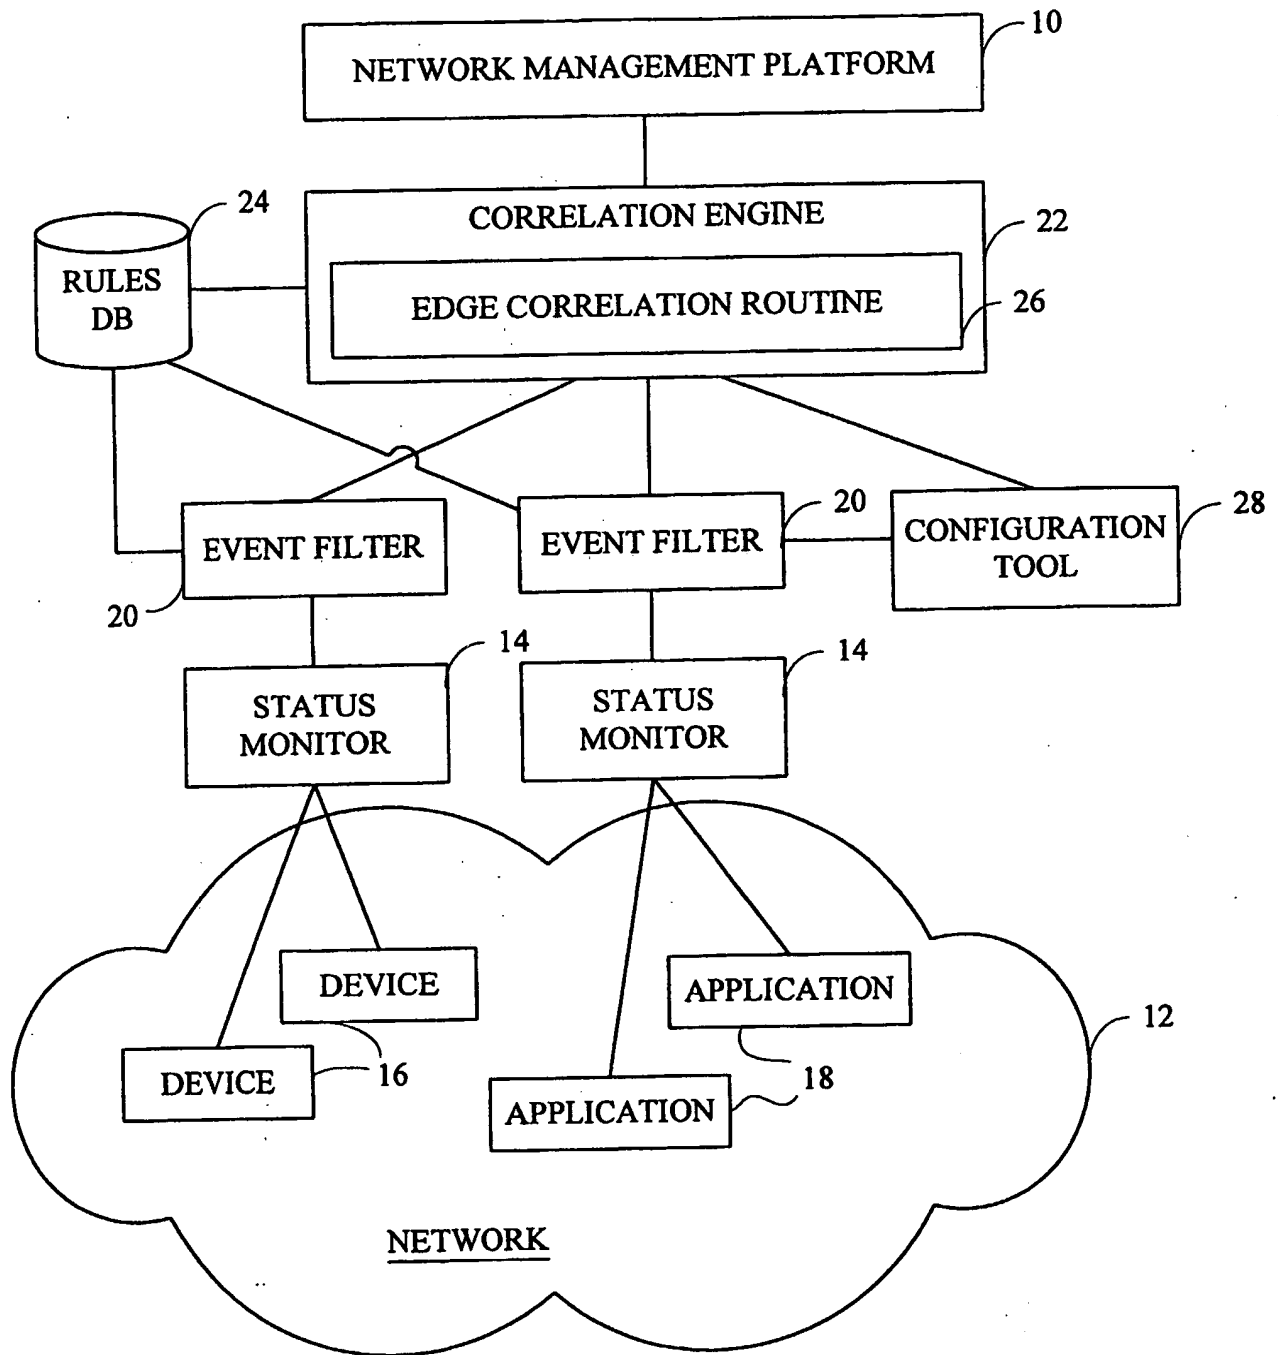 10
NETWORK MANAGEMENT PLATFORM
24
CORRELATION ENGINE
22
RULES
DB
EDGE CORRELATION ROUTINE
26
EVENT FILTER
20
EVENT FILTER
20
CONFIGURATION
TOOL
28
14
STATUS
MONITOR
14
STATUS
MONITOR
DEVICE
DEVICE
16
APPLICATION
APPLICATION
18
12
NETWORK